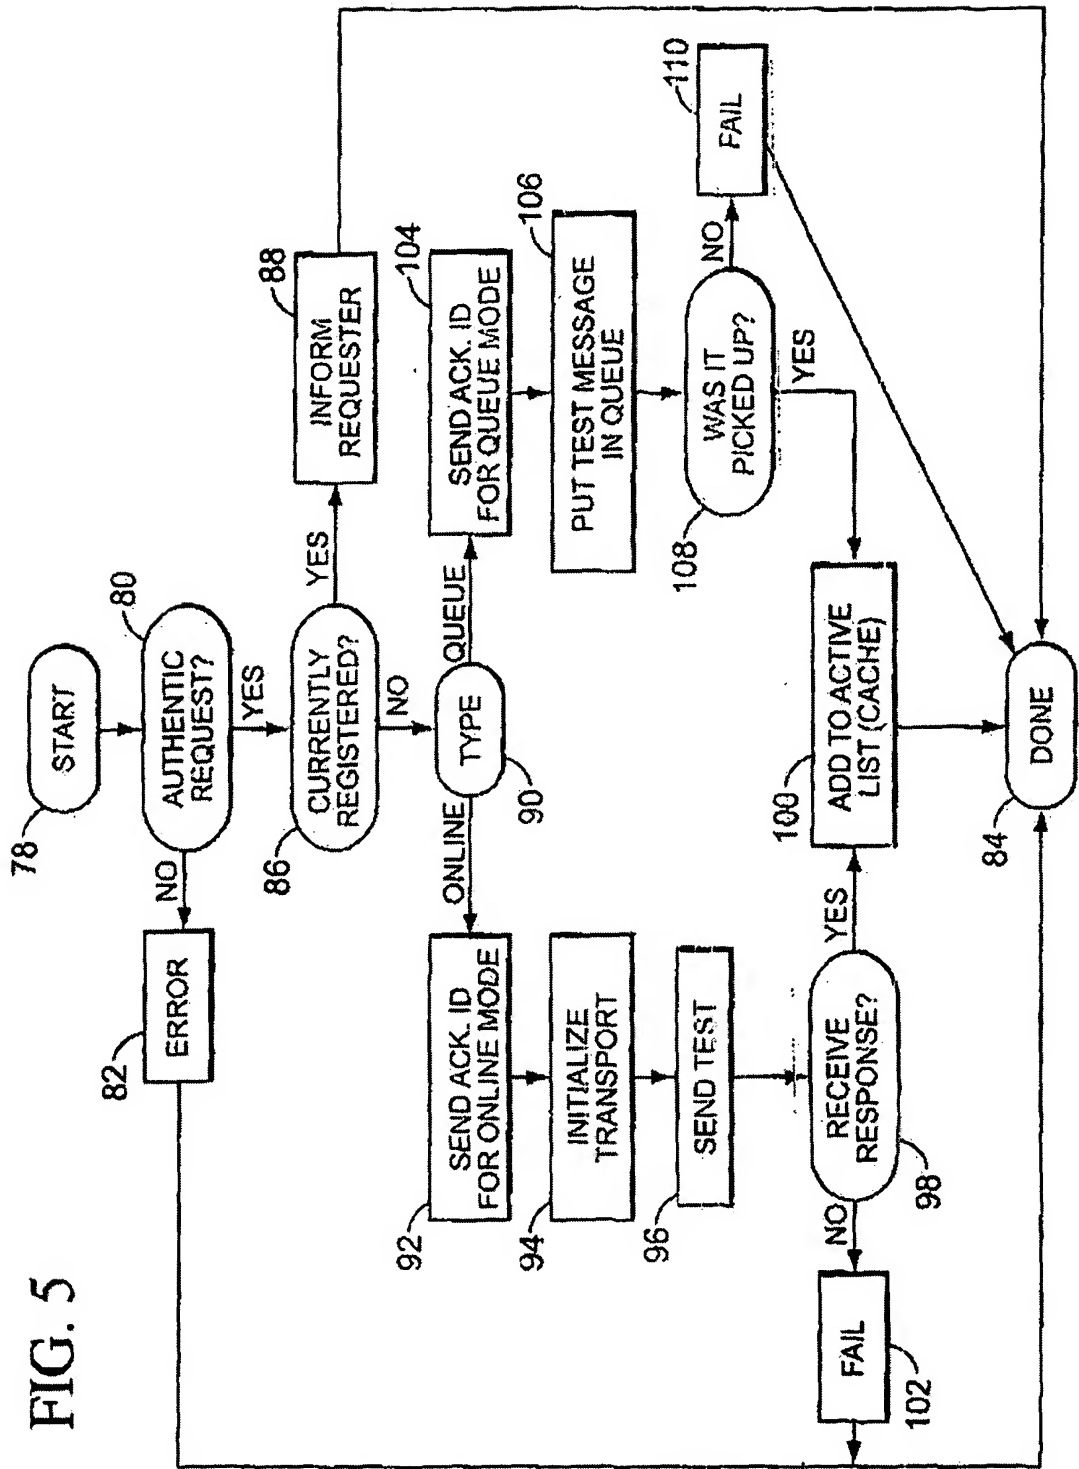 FIG. 5
78
START
80
AUTHENTIC
REQUEST?
NO
82
ERROR
YES
86
CURRENTLY
REGISTERED?
YES
88
INFORM
REQUESTER
NO
90
TYPE
ONLINE
QUEUE
92
SEND ACK. ID
FOR ONLINE MODE
94
INITIALIZE
TRANSPORT
96
SEND TEST
98
RECEIVE
RESPONSE?
NO
102
FAIL
YES
104
SEND ACK. ID
FOR QUEUE MODE
106
PUT TEST MESSAGE
IN QUEUE
108
WAS IT
PICKED UP?
NO
110
FAIL
YES
100
ADD TO ACTIVE
LIST (CACHE)
84
DONE